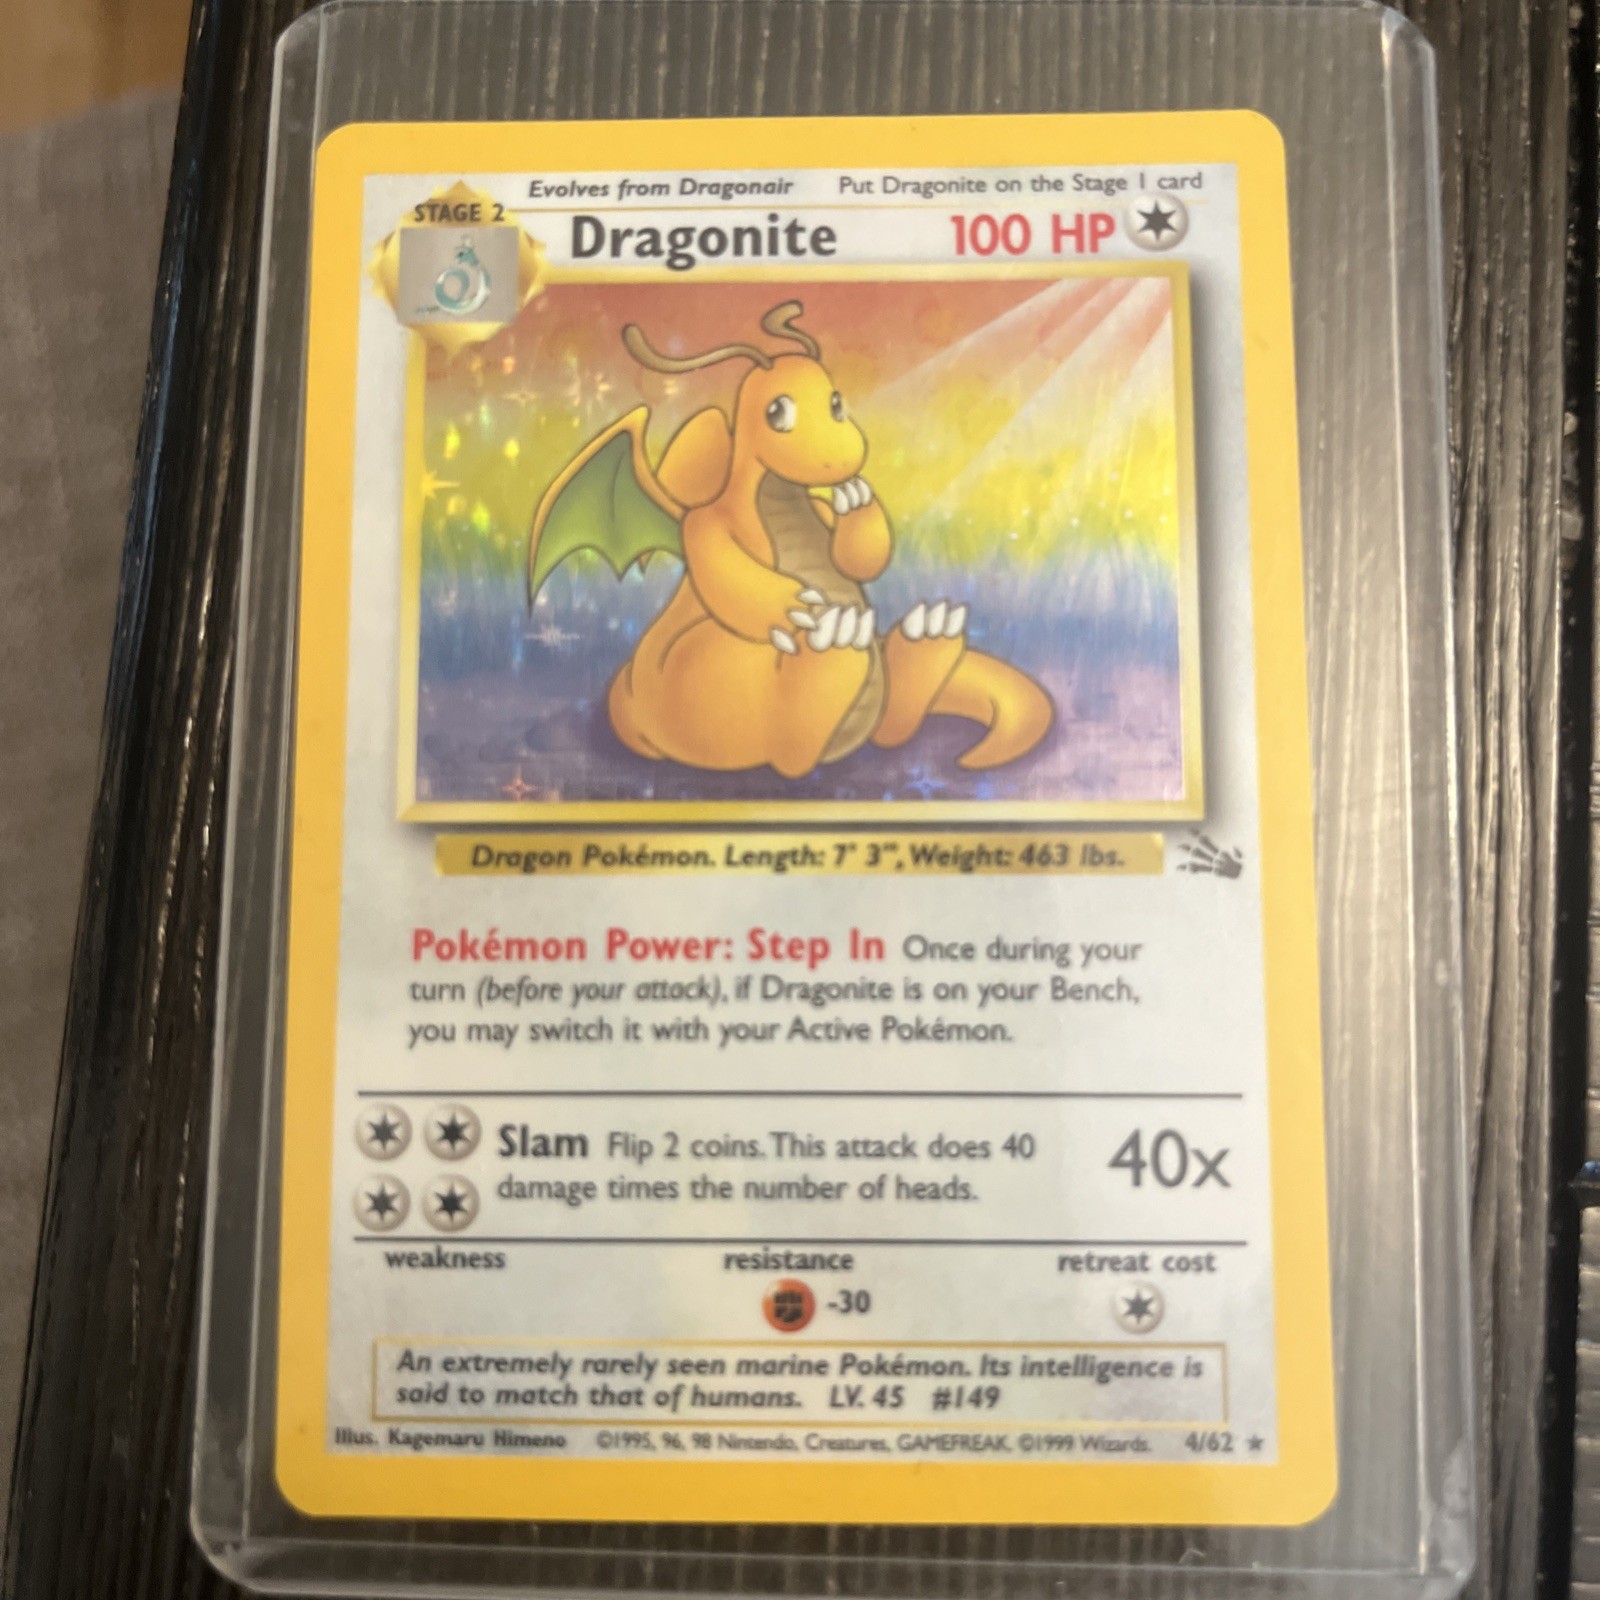 Evolves from Dragonair Put Dragonite on the Stage 1 card
STAGE 2
Dragonite 100 HP
Dragon Pokémon. Length: 7' 3", Weight: 463 lbs.
Pokémon Power: Step In Once during your
turn (before your attack), if Dragonite is on your Bench,
you may switch it with your Active Pokémon.
Slam Flip 2 coins. This attack does 40
damage times the number of heads.
40x
weakness resistance retreat cost
-30
An extremely rarely seen marine Pokémon. Its intelligence is
said to match that of humans. LV. 45 #149
Illus. Kagemaru Himeno ©1995, 96, 98 Nintendo, Creatures, GAMEFREAK. ©1999 Wizards. 4/62 ★